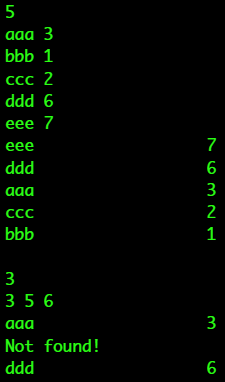 5
aaa 3
bbb 1
ccc 2
ddd 6
eee 7
eee 7
ddd 6
aaa 3
ccc 2
bbb 1
3
3 5 6
aaa 3
Not found!
ddd 6